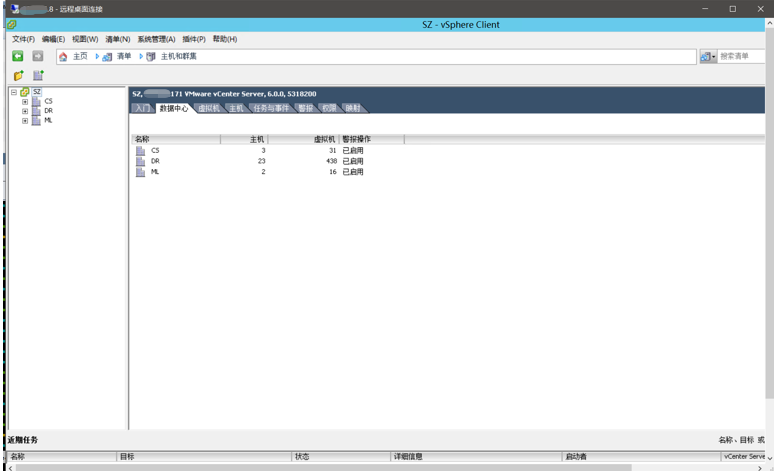 .8 - 远程桌面连接
SZ - vSphere Client
文件(F) 编辑(E) 视图(W) 清单(N) 系统管理(A) 插件(P) 帮助(H)
主页 清单 主机和群集 搜索清单
SZ
CS
DR
ML
SZ, 171 VMware vCenter Server, 6.0.0, 5318200
入门 数据中心 虚拟机 主机 任务与事件 警报 权限 映射
名称 主机 虚拟机 警报操作
CS 3 31 已启用
DR 23 438 已启用
ML 2 16 已启用
近期任务 名称、目标 或
名称 目标 状态 详细信息 启动者 vCenter Serve